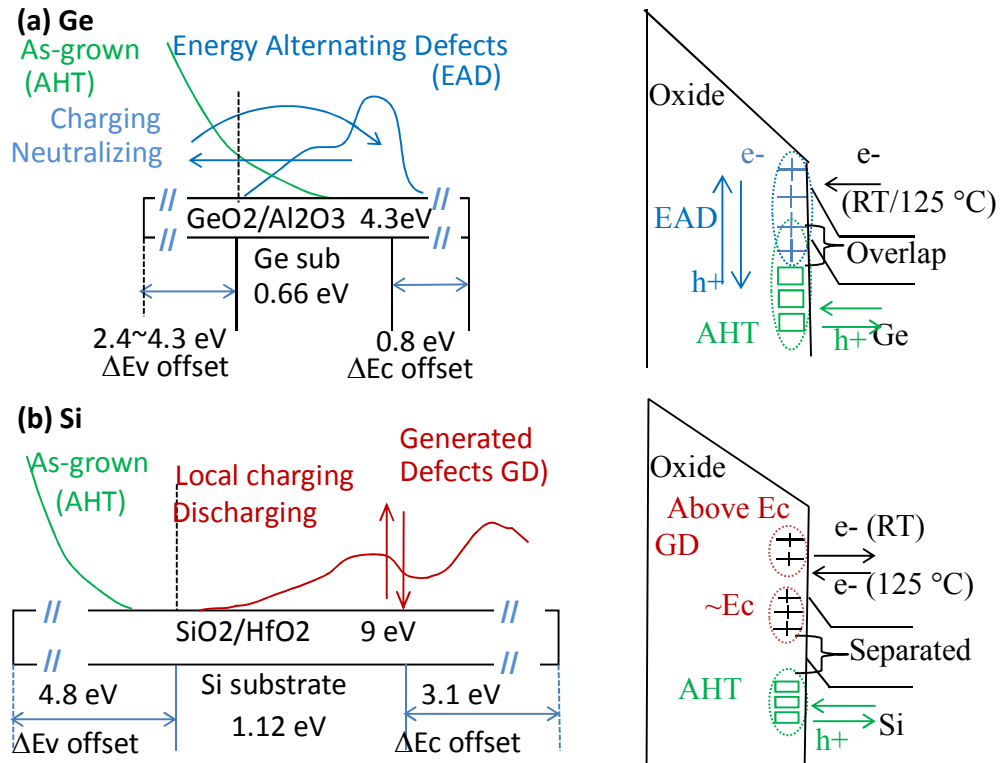 (a) Ge
As-grown
(AHT)
Energy Alternating Defects
(EAD)
Charging
Neutralizing
//
//
GeO2/Al2O3 4.3eV
//
//
Ge sub
0.66 eV
2.4~4.3 eV
ΔEv offset
0.8 eV
ΔEc offset
Oxide
e-
e-
(RT/125 °C)
EAD
Overlap
h+
AHT
h+
Ge
(b) Si
As-grown
(AHT)
Local charging
Discharging
Generated
Defects GD)
//
//
SiO2/HfO2 9 eV
//
//
4.8 eV
ΔEv offset
Si substrate
1.12 eV
3.1 eV
ΔEc offset
Oxide
Above Ec
GD
e- (RT)
e- (125 °C)
~Ec
Separated
AHT
h+
Si